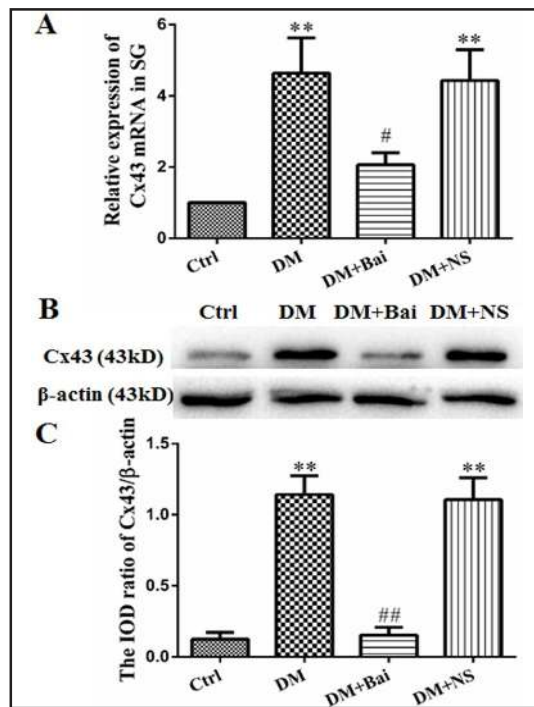 A
Relative expression of
Cx43 mRNA in SG
6
4
2
0
**
#
**
Ctrl
DM
DM+Bai
DM+NS
B
Ctrl DM DM+Bai DM+NS
Cx43 (43kD)
β-actin (43kD)
C
The IOD ratio of Cx43/β-actin
1.5
1.0
0.5
0.0
**
##
**
Ctrl
DM
DM+Bai
DM+NS